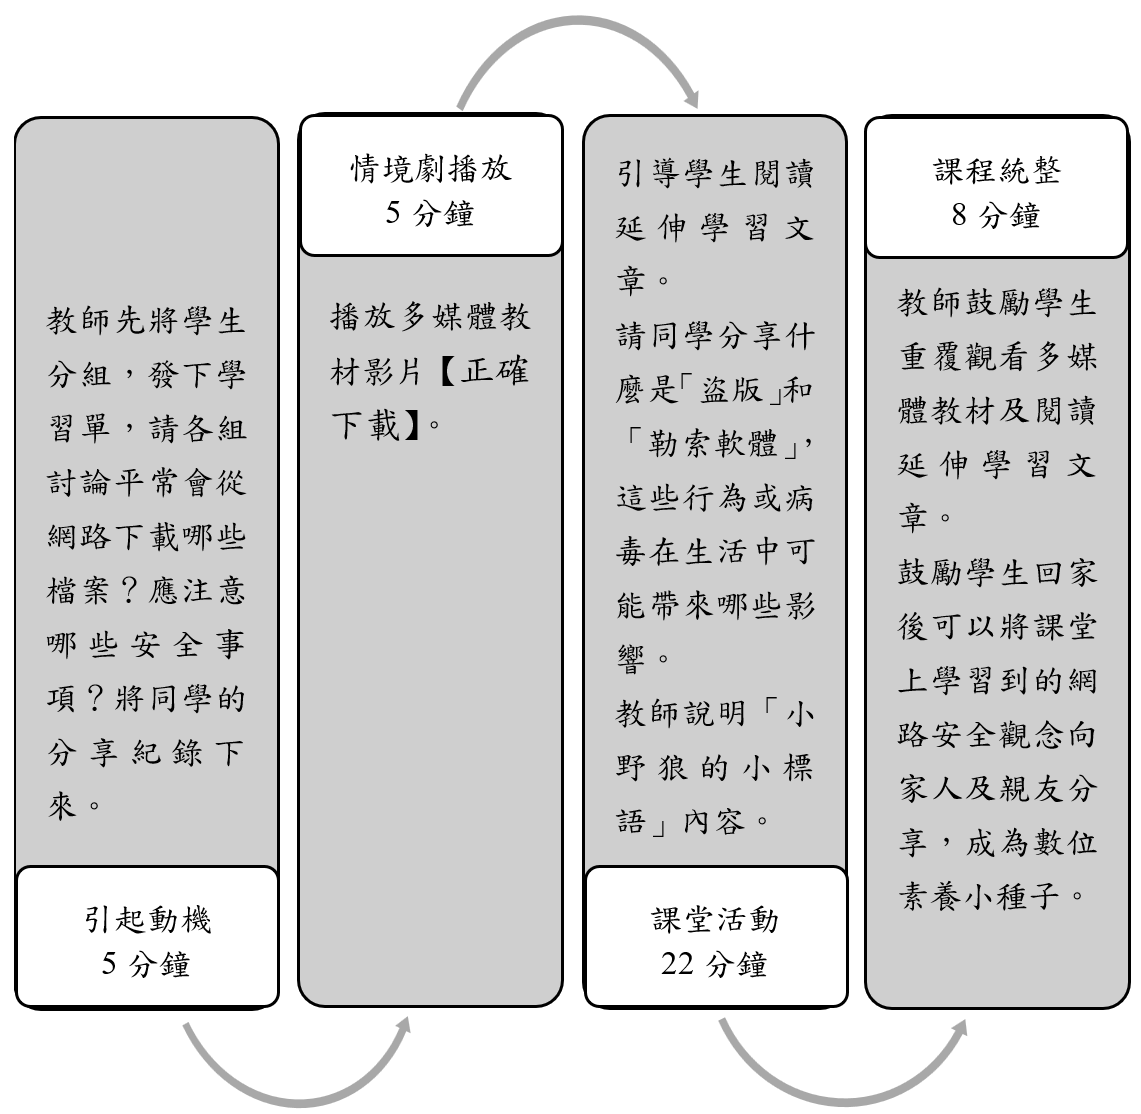 教師先將學生
分組，發下學
習單，請各組
討論平常會從
網路下載哪些
檔案？應注意
哪些安全事
項？將同學的
分享紀錄下
來。
引起動機
5 分鐘
情境劇播放
5 分鐘
播放多媒體教
材影片【正確
下載】。
引導學生閱讀
延伸學習文
章。
請同學分享什
麼是「盜版」和
「勒索軟體」，
這些行為或病
毒在生活中可
能帶來哪些影
響。
教師說明「小
野狼的小標
語」內容。
課堂活動
22 分鐘
課程統整
8 分鐘
教師鼓勵學生
重覆觀看多媒
體教材及閱讀
延伸學習文
章。
鼓勵學生回家
後可以將課堂
上學習到的網
路安全觀念向
家人及親友分
享，成為數位
素養小種子。